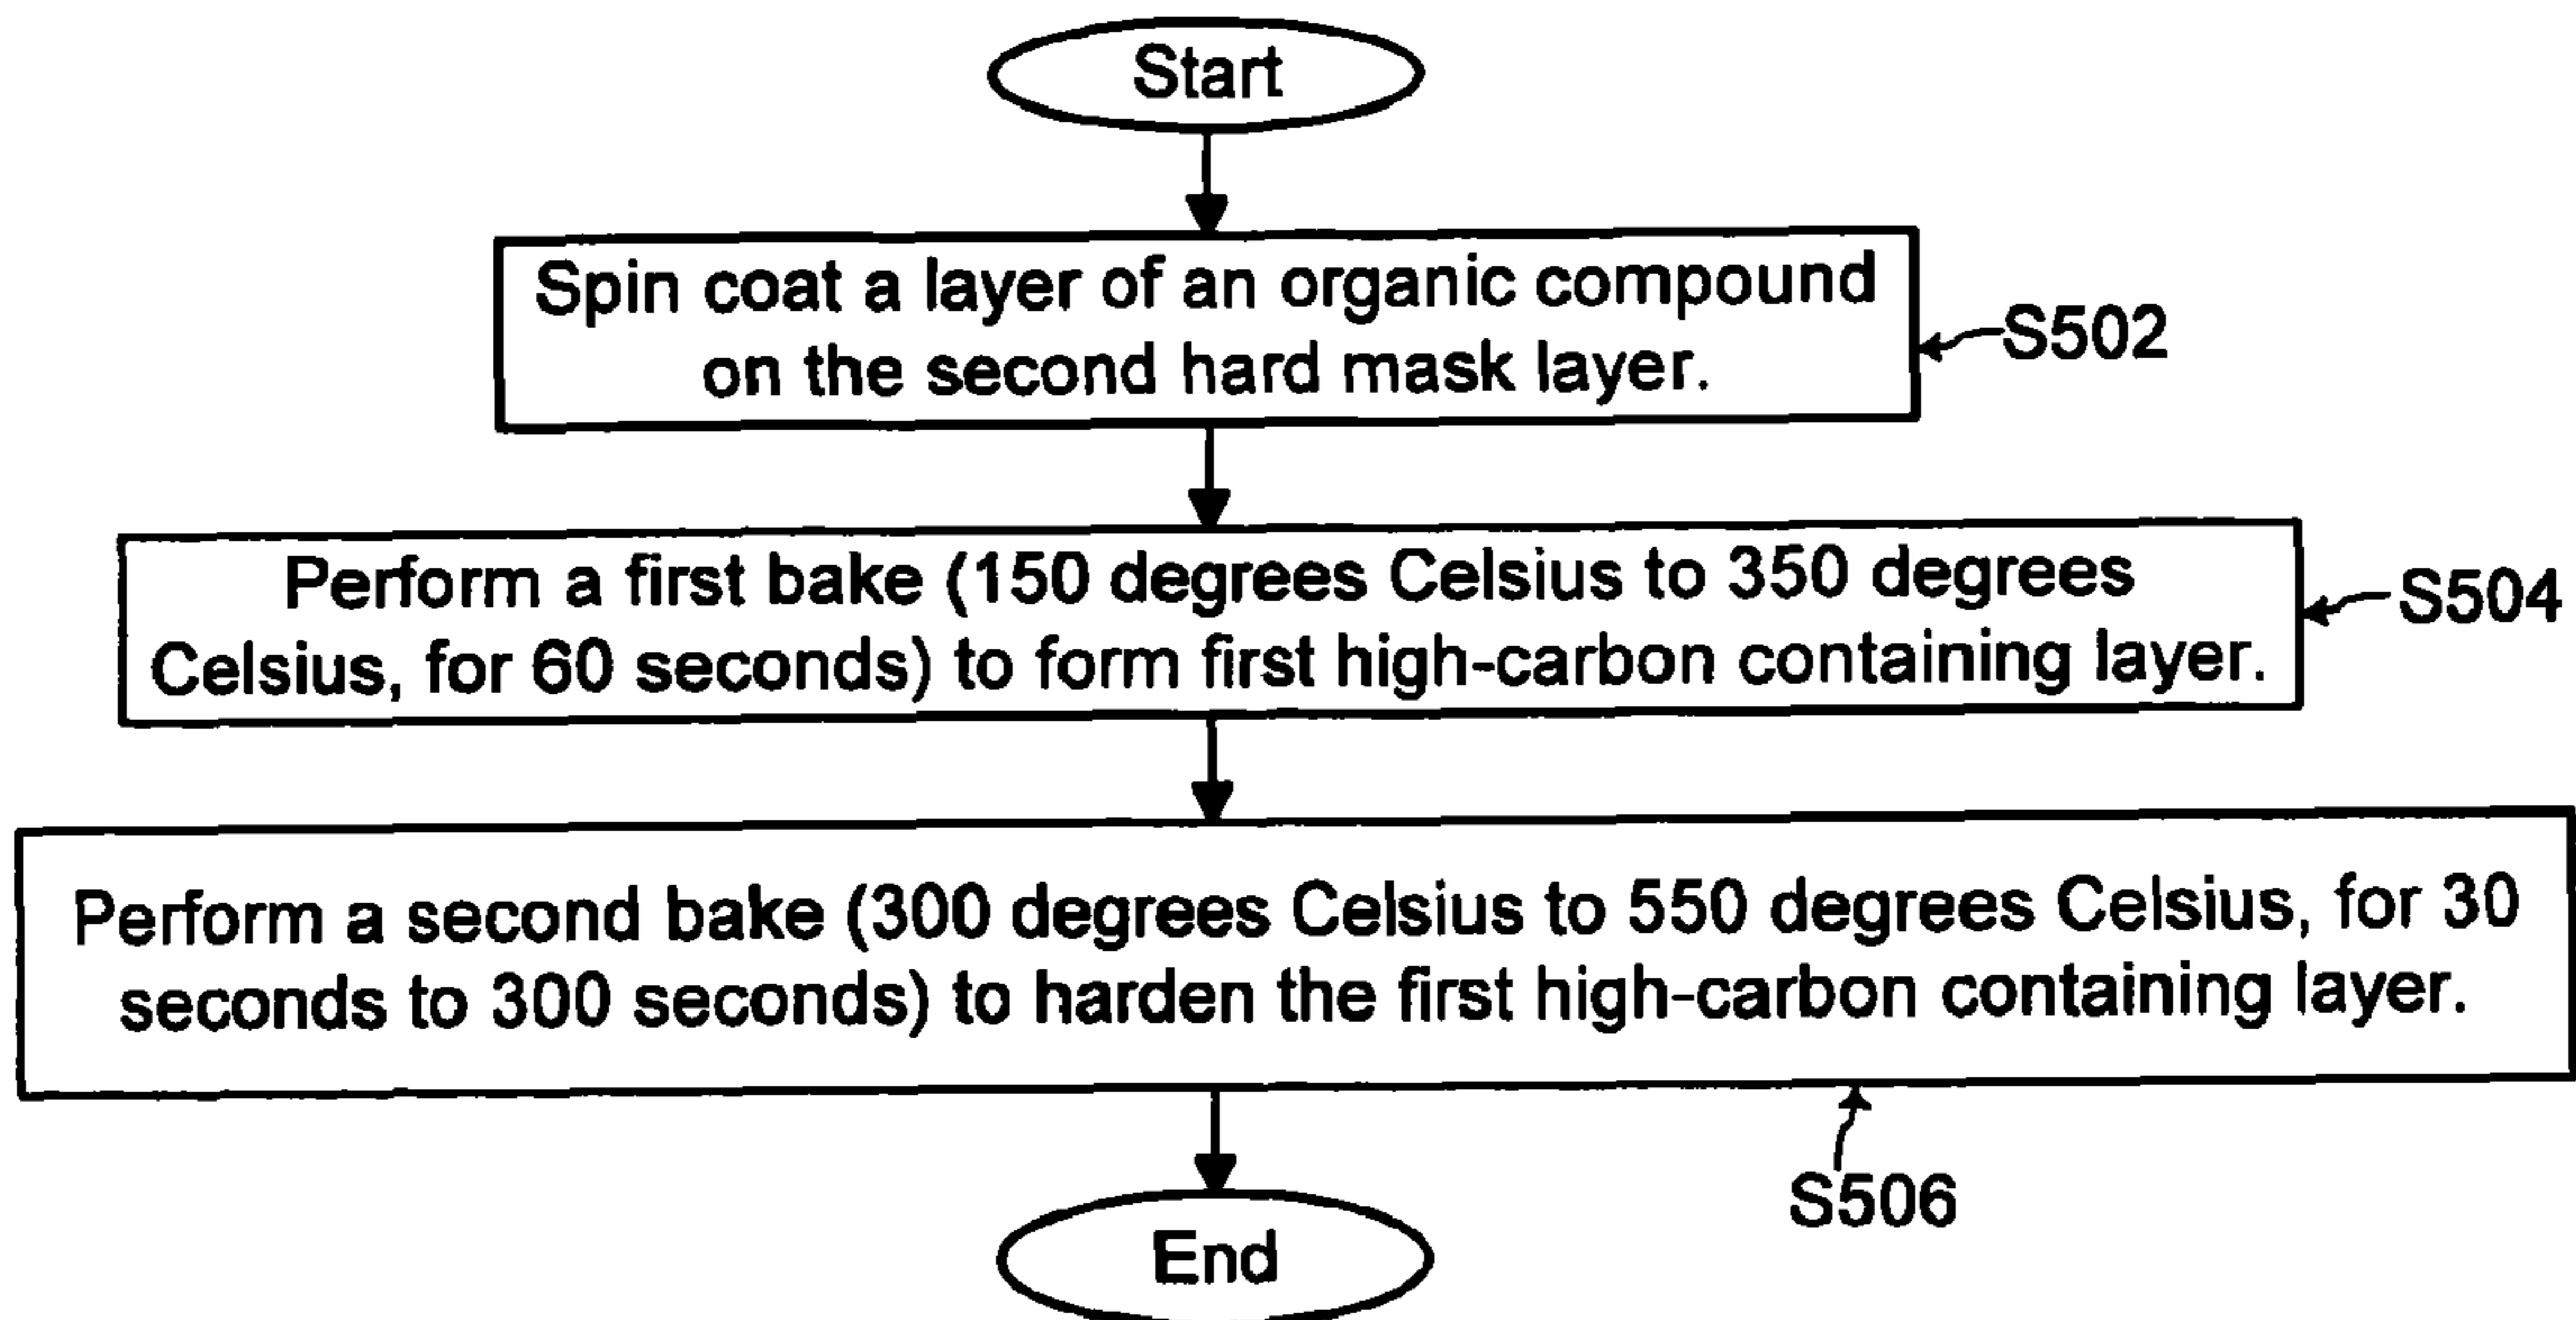 Start
Spin coat a layer of an organic compound
on the second hard mask layer.
S502
Perform a first bake (150 degrees Celsius to 350 degrees
Celsius, for 60 seconds) to form first high-carbon containing layer.
S504
Perform a second bake (300 degrees Celsius to 550 degrees Celsius, for 30
seconds to 300 seconds) to harden the first high-carbon containing layer.
S506
End